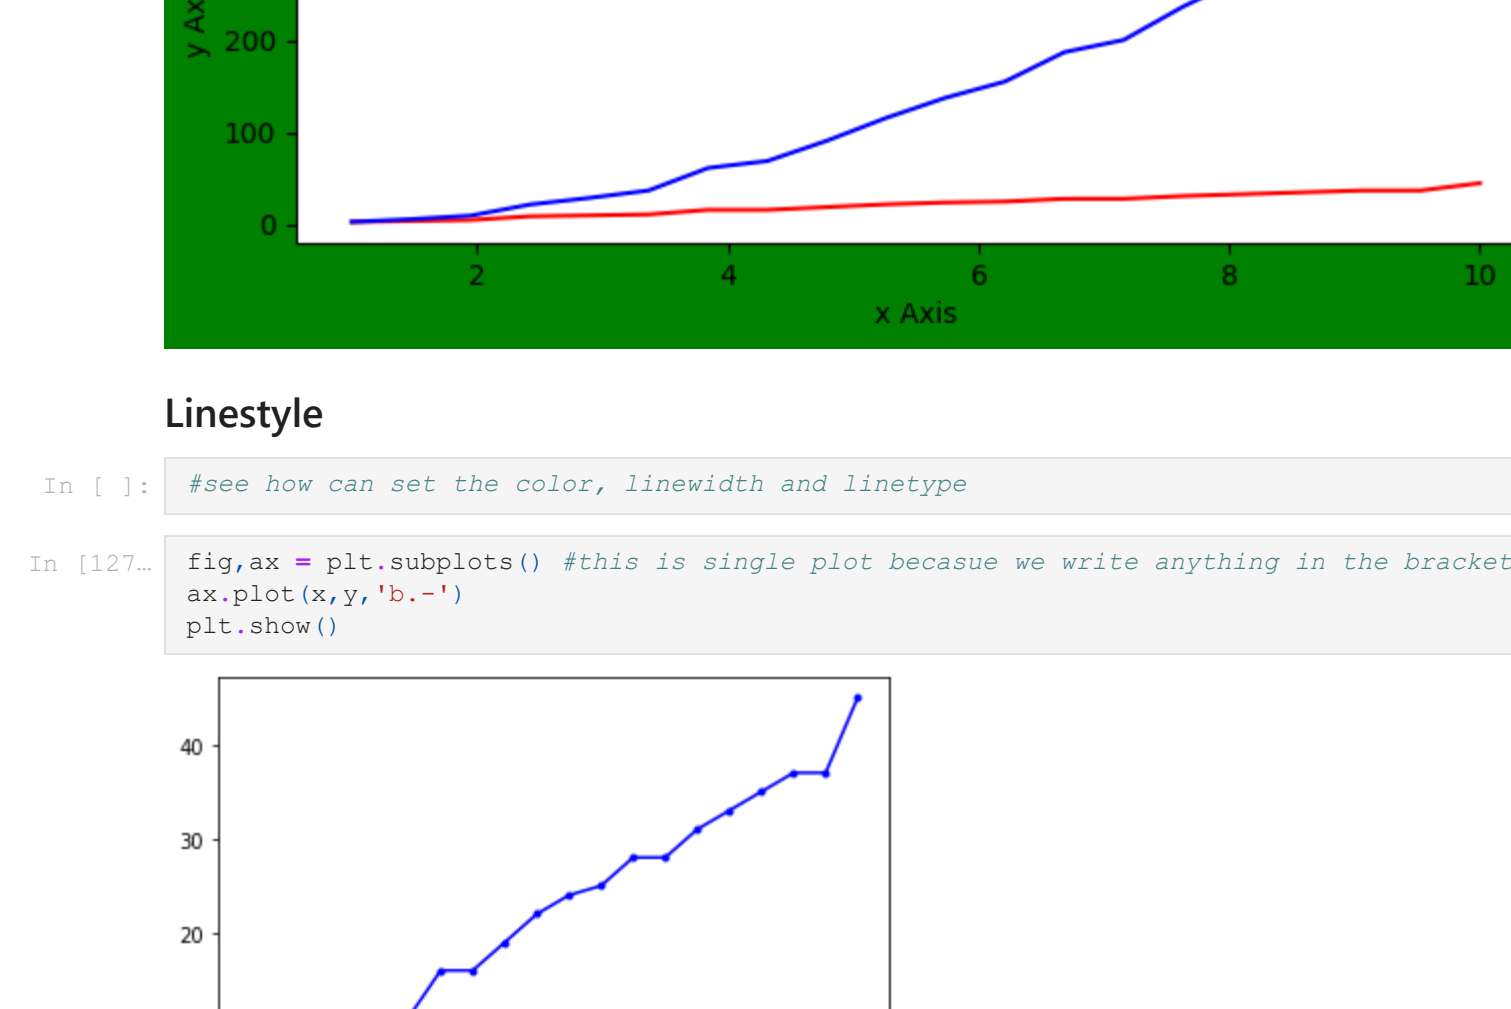 y Ax
200
100
0
2 4 6 8 10
x Axis
Linestyle
In [ ]: #see how can set the color, linewidth and linetype
In [127… fig,ax = plt.subplots() #this is single plot becasue we write anything in the bracket
ax.plot(x,y,'b.-')
plt.show()
40
30
20